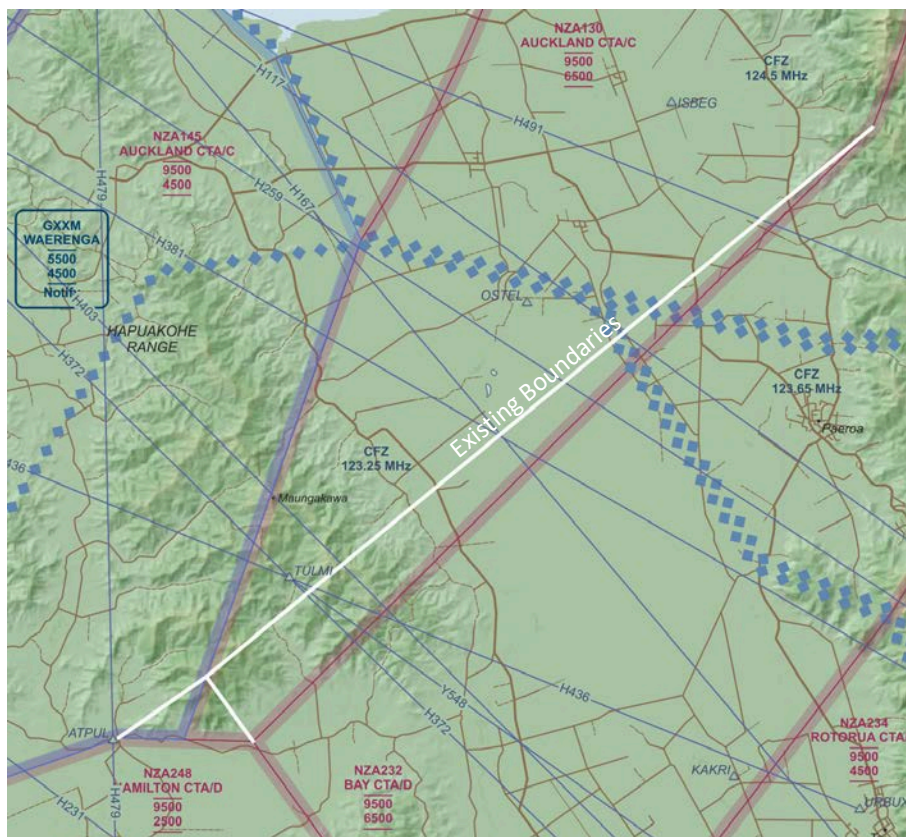 NZA130
AUCKLAND CTA/C
9500
6500
CFZ
124.5 MHz
ISBEG
H117
H491
NZA145
AUCKLAND CTA/C
9500
4500
H479
H259
H167
GXXM
WAERENGA
5500
4500
Notif
H381
H403
OSTEL
HAPUAKOHE
RANGE
H372
Existing Boundaries
CFZ
123.65 MHz
Paeroa
CFZ
123.25 MHz
436
Maungakawa
TULMI
Y548
H436
H372
ATPUL
NZA234
ROTORUA CTA
9500
4500
NZA248
AMILTON CTA/D
9500
2500
NZA232
BAY CTA/D
9500
6500
KAKRI
H231
H479
URBUX